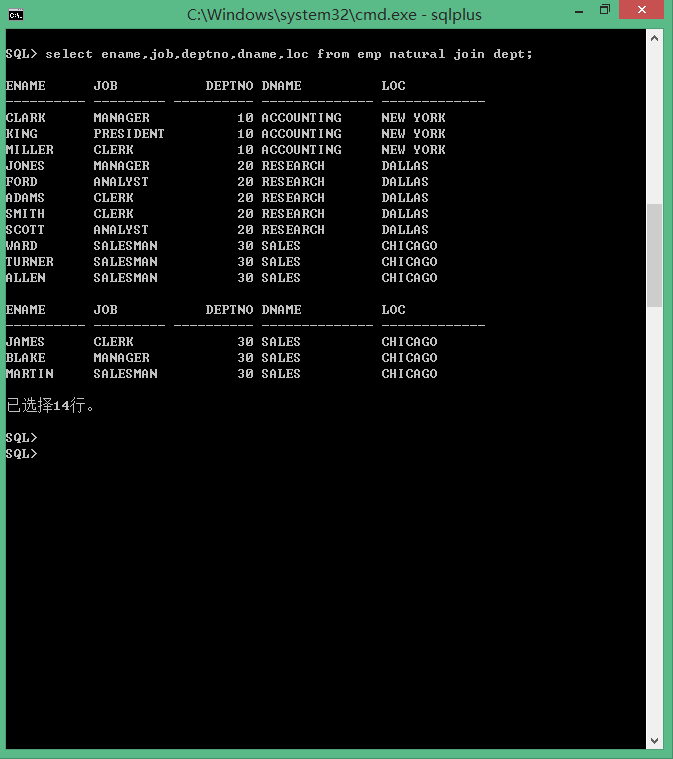 C:\Windows\system32\cmd.exe - sqlplus
SQL> select ename,job,deptno,dname,loc from emp natural join dept;
ENAME      JOB           DEPTNO DNAME          LOC
---------- --------- ---------- -------------- -------------
CLARK      MANAGER           10 ACCOUNTING     NEW YORK
KING       PRESIDENT         10 ACCOUNTING     NEW YORK
MILLER     CLERK             10 ACCOUNTING     NEW YORK
JONES      MANAGER           20 RESEARCH       DALLAS
FORD       ANALYST           20 RESEARCH       DALLAS
ADAMS      CLERK             20 RESEARCH       DALLAS
SMITH      CLERK             20 RESEARCH       DALLAS
SCOTT      ANALYST           20 RESEARCH       DALLAS
WARD       SALESMAN          30 SALES          CHICAGO
TURNER     SALESMAN          30 SALES          CHICAGO
ALLEN      SALESMAN          30 SALES          CHICAGO
ENAME      JOB           DEPTNO DNAME          LOC
---------- --------- ---------- -------------- -------------
JAMES      CLERK             30 SALES          CHICAGO
BLAKE      MANAGER           30 SALES          CHICAGO
MARTIN     SALESMAN          30 SALES          CHICAGO
已选择14行。
SQL>
SQL>